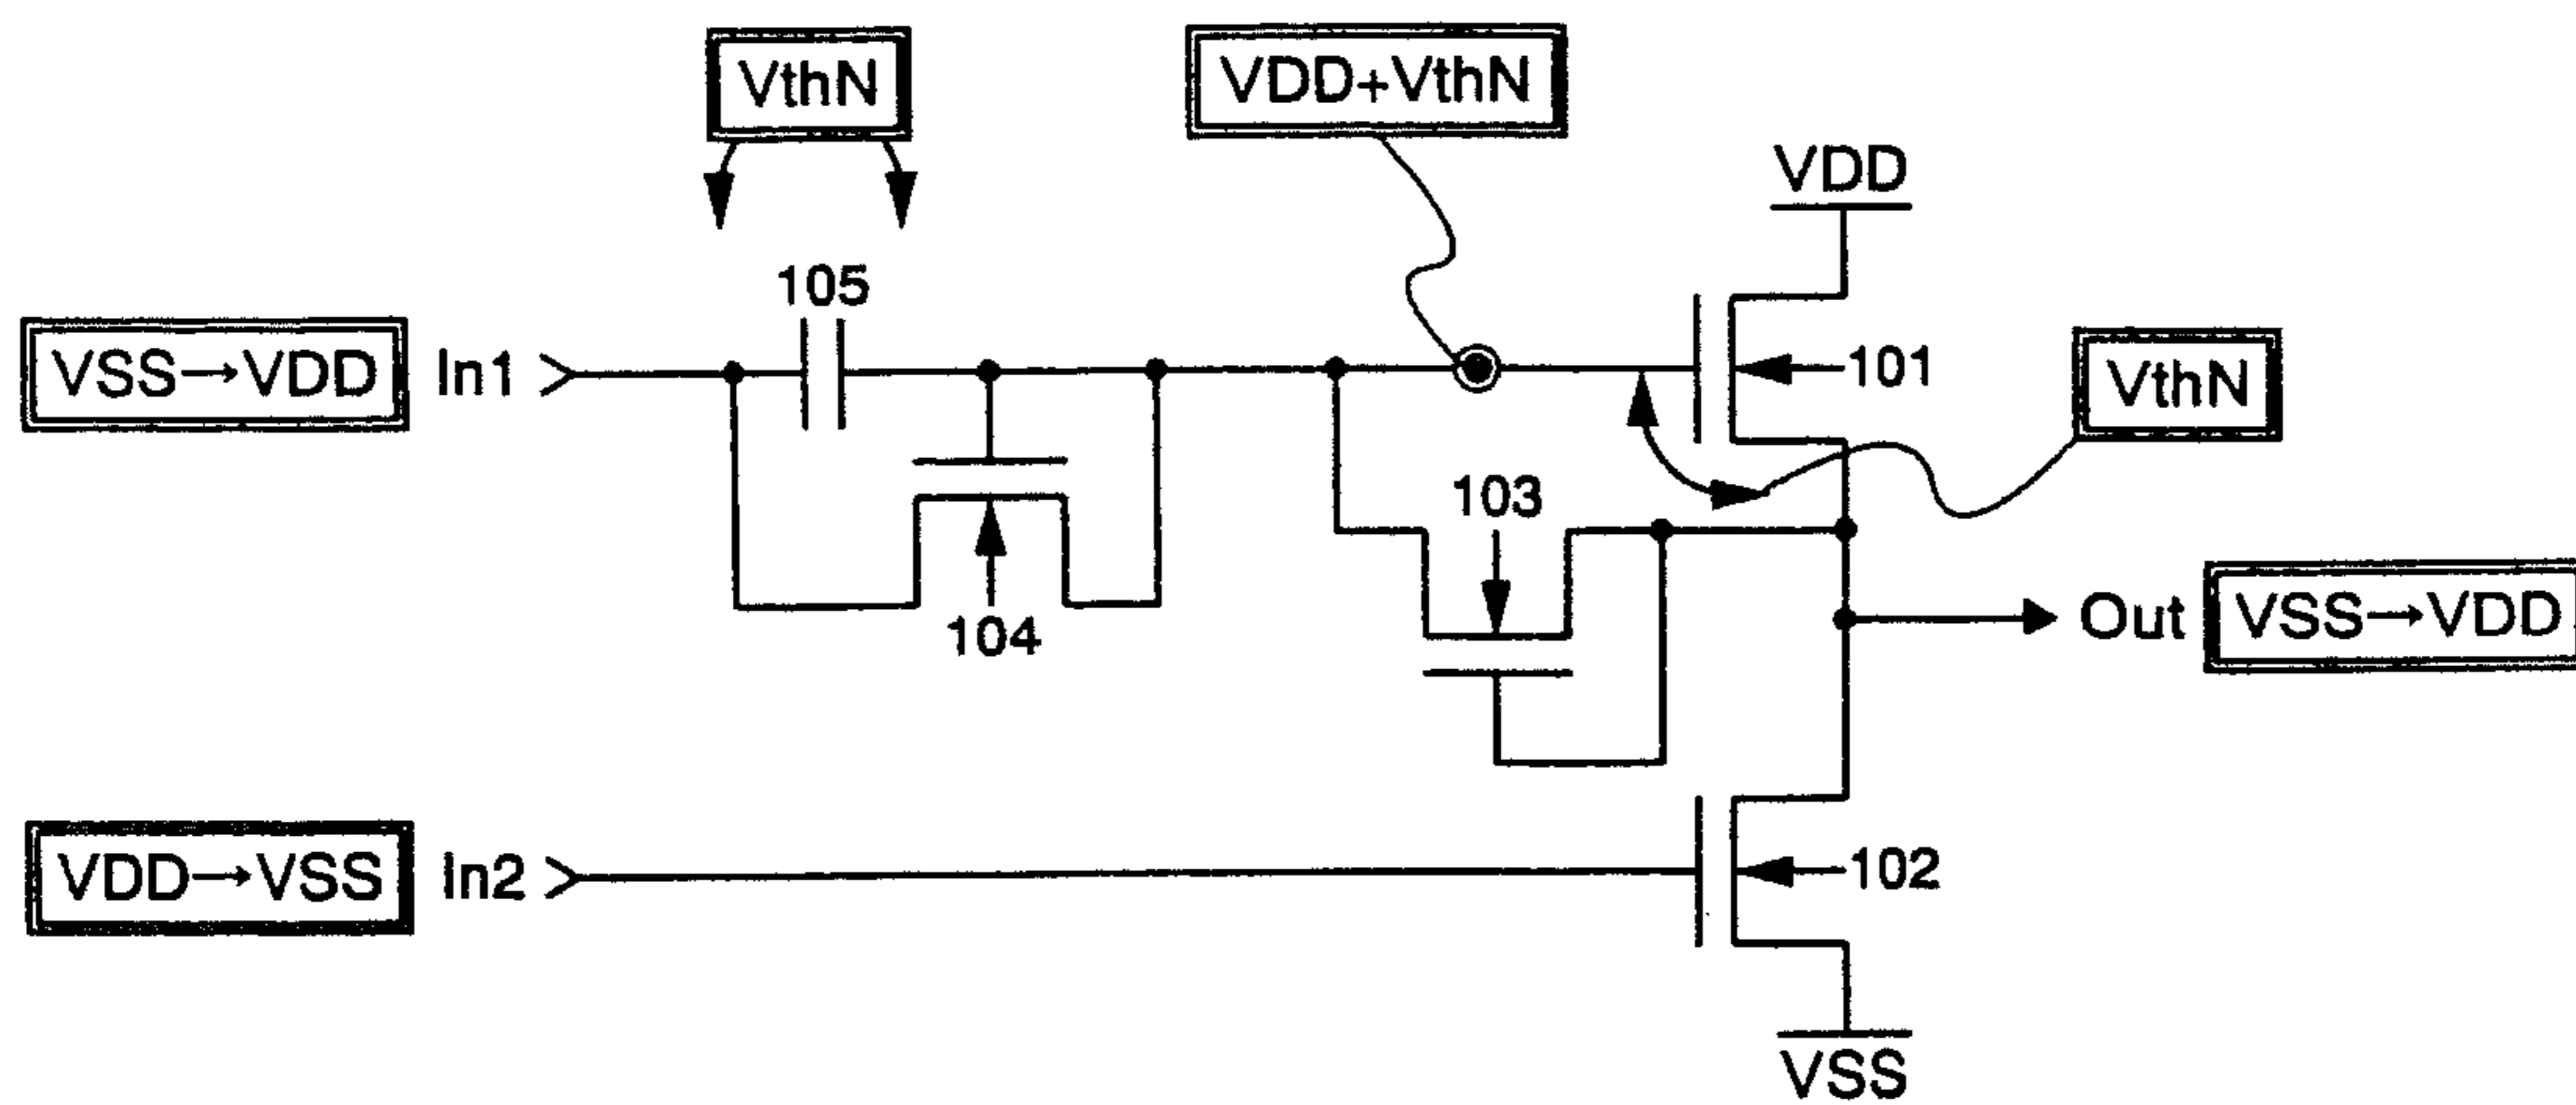 VthN
VDD+VthN
VDD
105
VSS→VDD In1
101
VthN
103
104
Out VSS→VDD
VDD→VSS In2
102
VSS